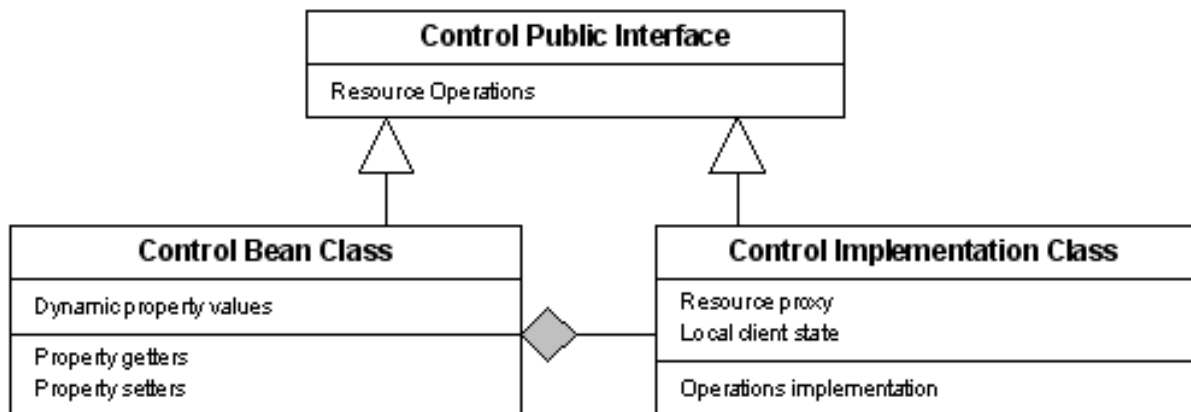 Control Public Interface
Resource Operations
Control Bean Class
Dynamic property values
Property getters
Property setters
Control Implementation Class
Resource proxy
Local client state
Operations implementation